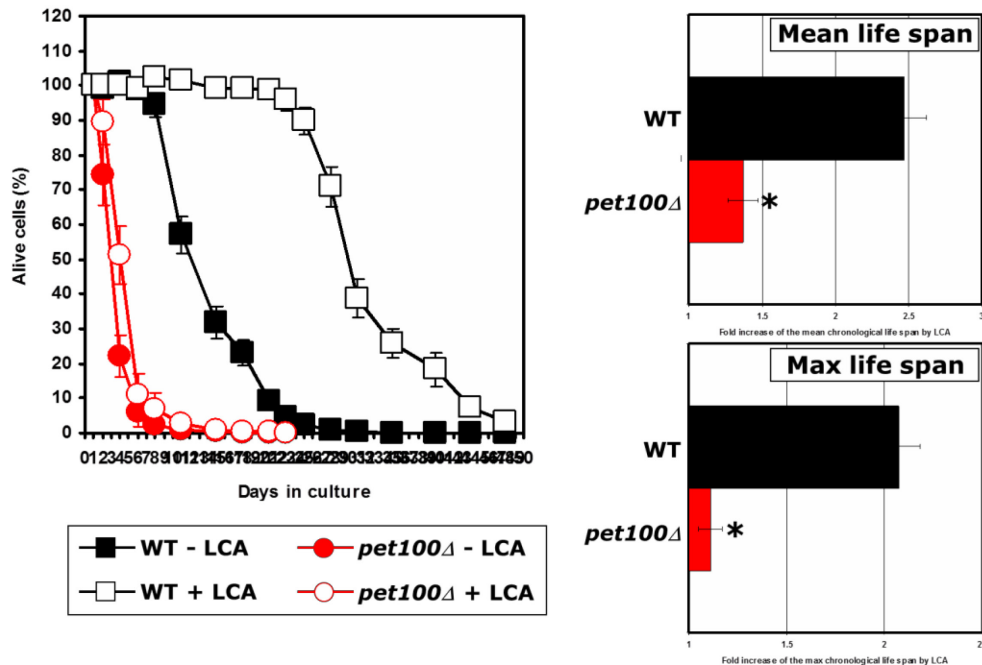 120
110
100
90
80
70
60
50
40
30
20
10
0
Alive cells (%)
0123456789
Days in culture
WT - LCA
pet100Δ - LCA
WT + LCA
pet100Δ + LCA
Mean life span
WT
pet100Δ
*
1 1.5 2 2.5 3
Fold increase of the mean chronological life span by LCA
Max life span
WT
pet100Δ
*
1 1.5 2 2
Fold increase of the max chronological life span by LCA